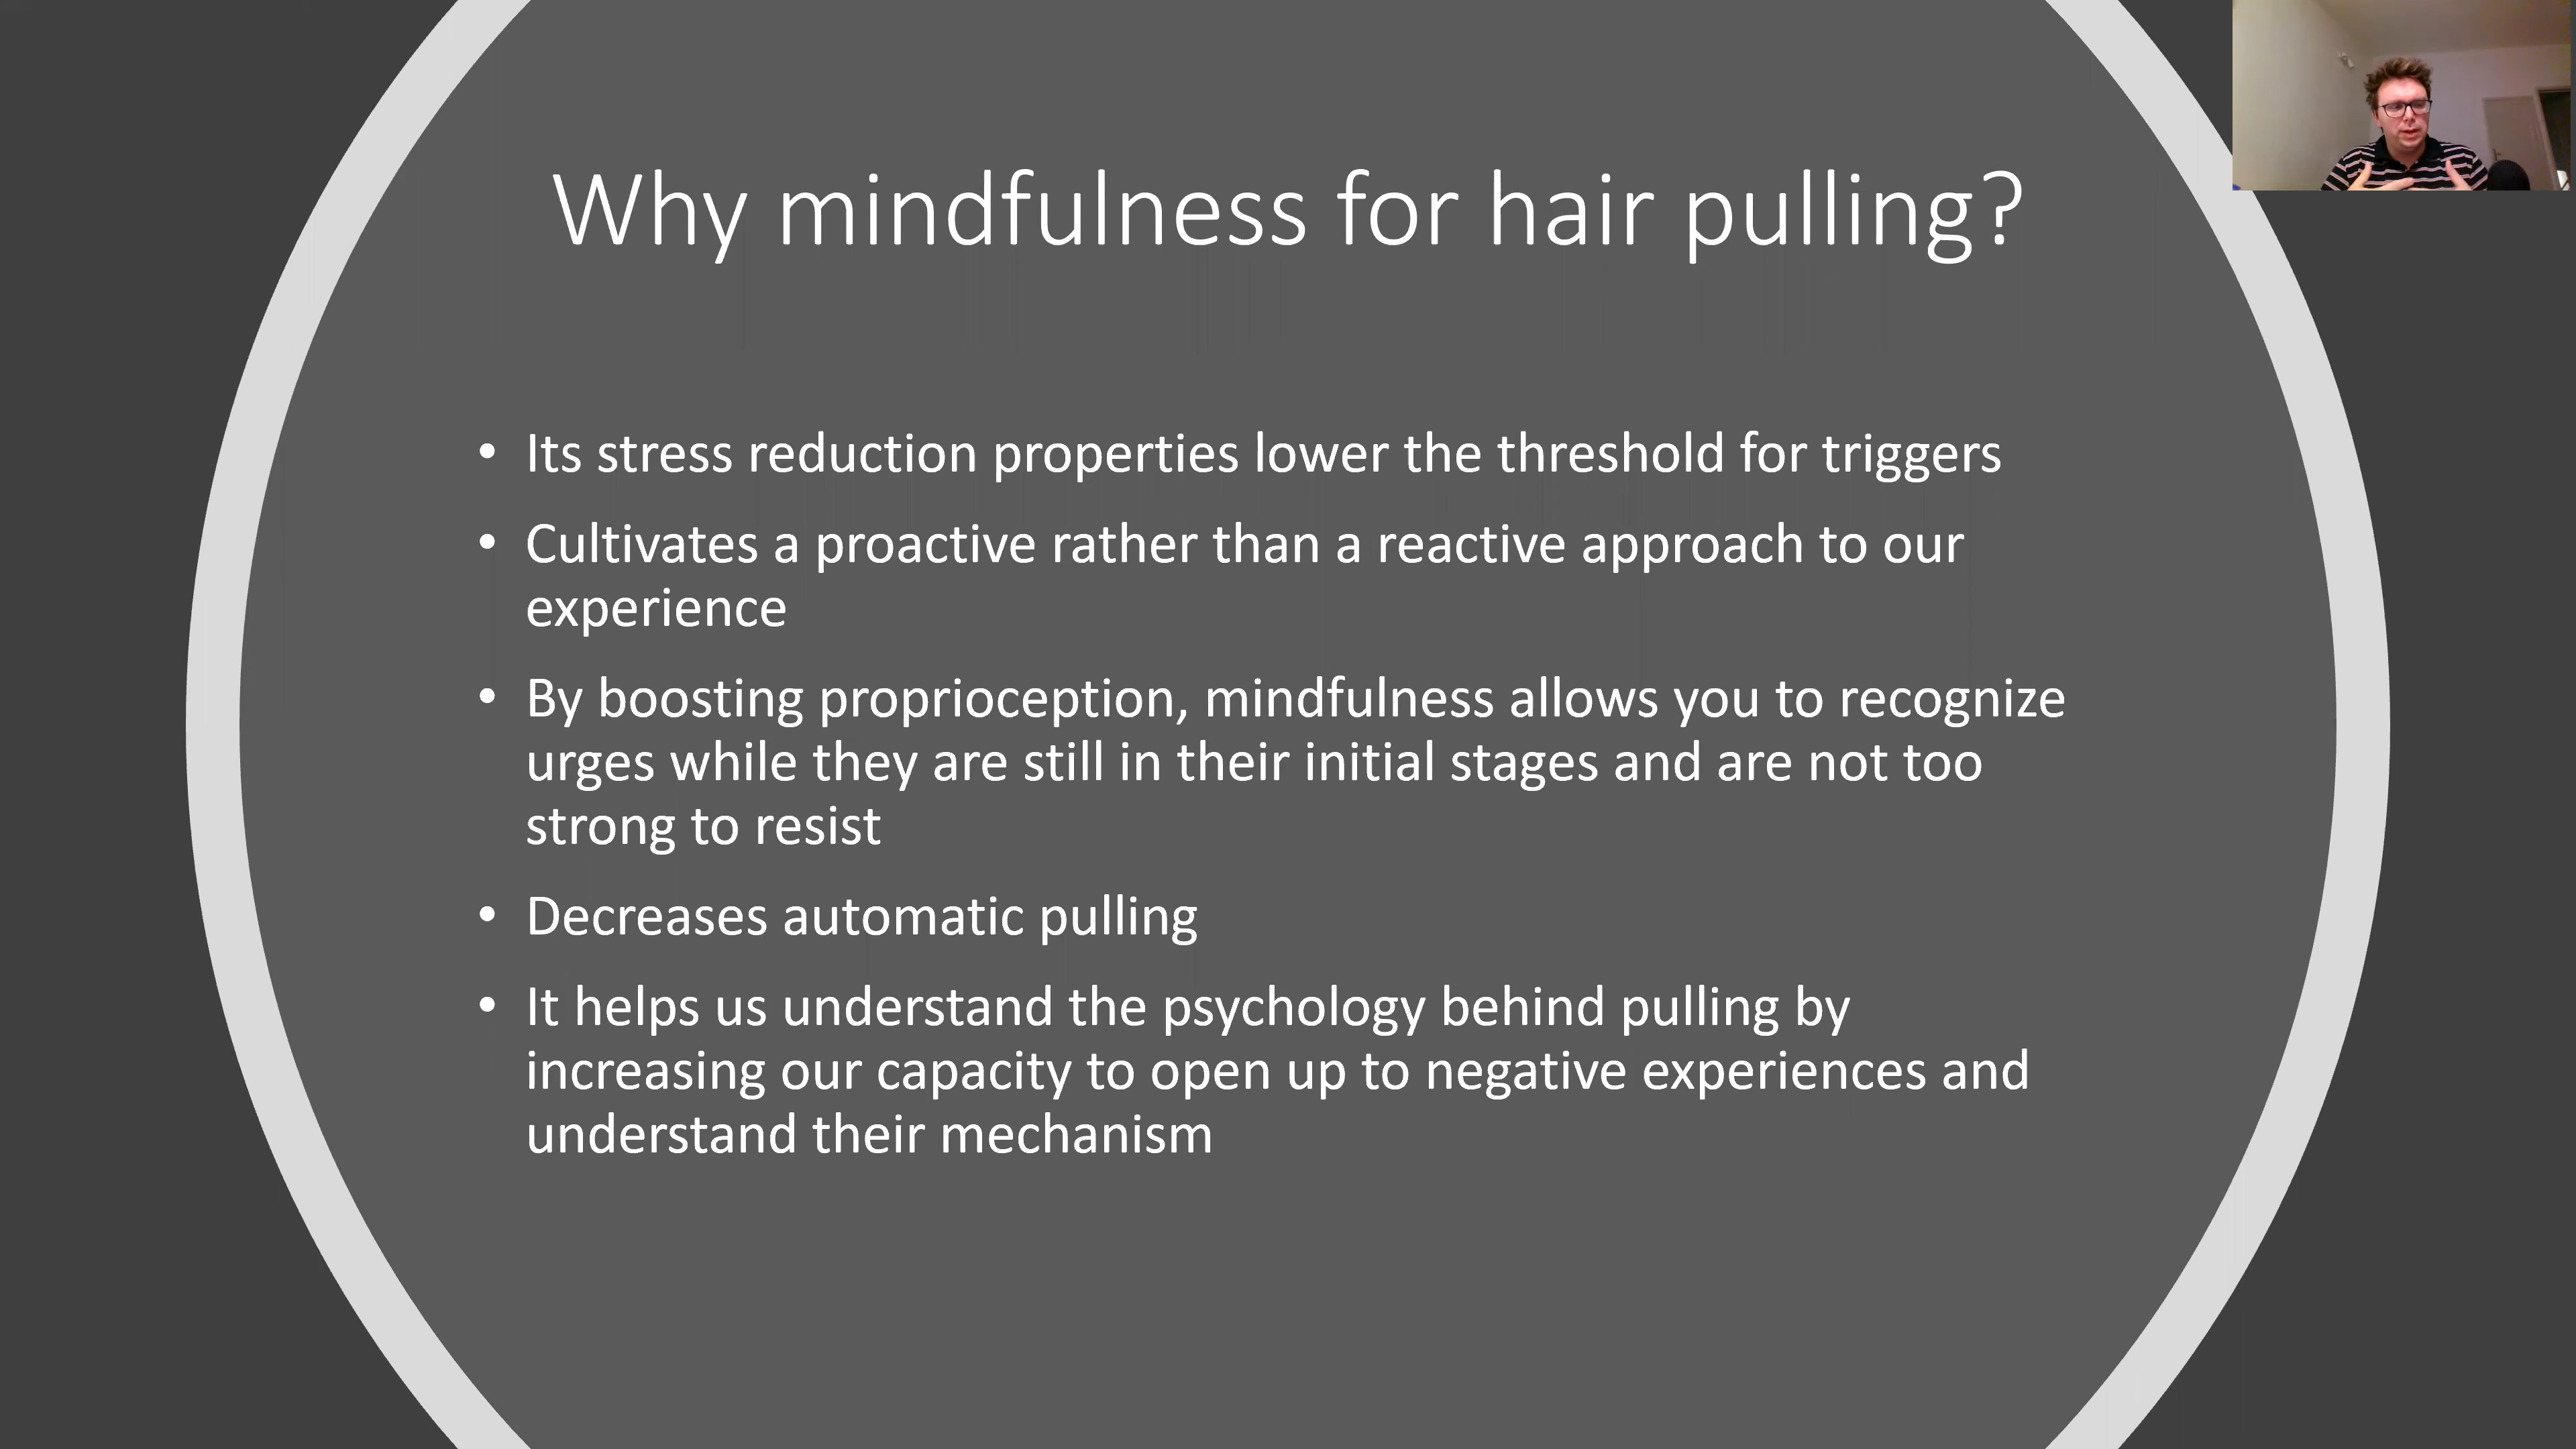 Why mindfulness for hair pulling?
• Its stress reduction properties lower the threshold for triggers
• Cultivates a proactive rather than a reactive approach to our
experience
• By boosting proprioception, mindfulness allows you to recognize
urges while they are still in their initial stages and are not too
strong to resist
• Decreases automatic pulling
• It helps us understand the psychology behind pulling by
increasing our capacity to open up to negative experiences and
understand their mechanism